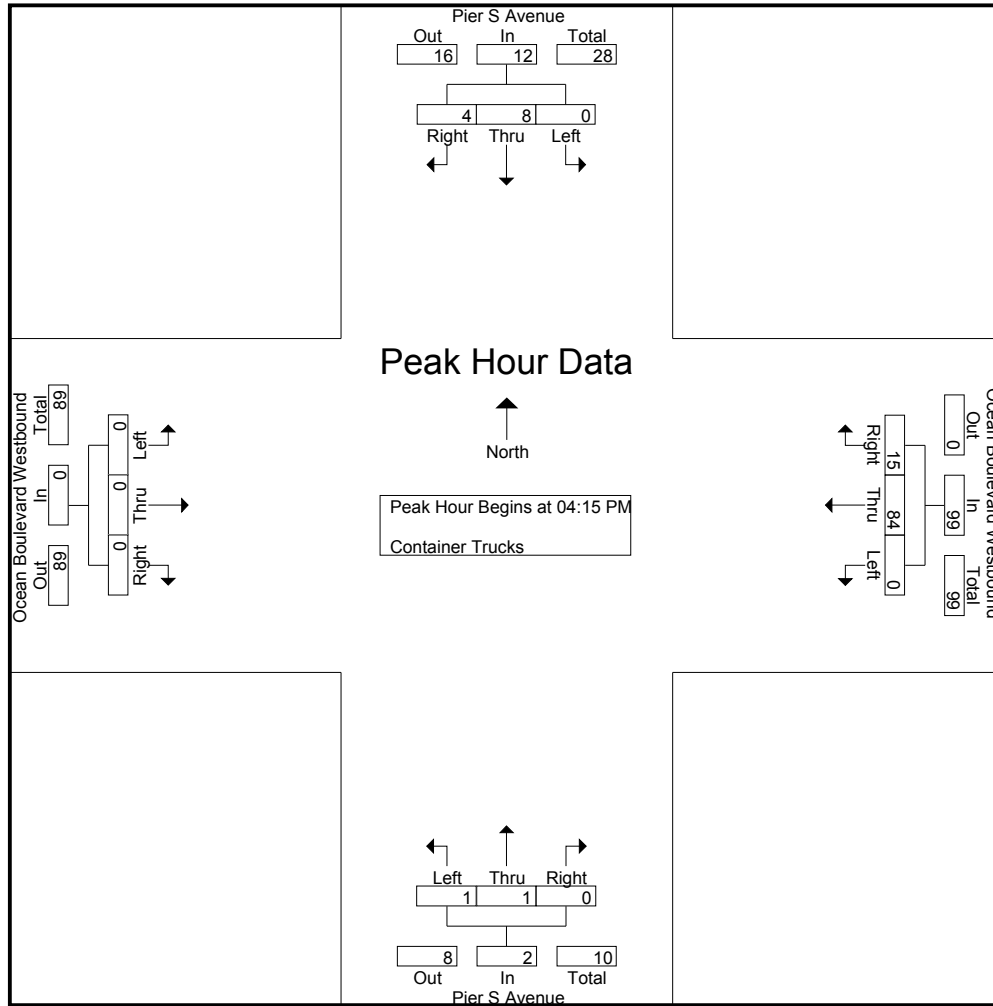 Pier S Avenue
Out In Total
16 12 28
4 8 0
Right Thru Left
Peak Hour Data
North
Peak Hour Begins at 04:15 PM
Container Trucks
Ocean Boulevard Westbound
Total In Out
89 0 89
0 0 0
Left Thru Right
Ocean Boulevard Westbound
Out In Total
0 99 99
15 84 0
Right Thru Left
Left Thru Right
1 1 0
8 2 10
Out In Total
Pier S Avenue